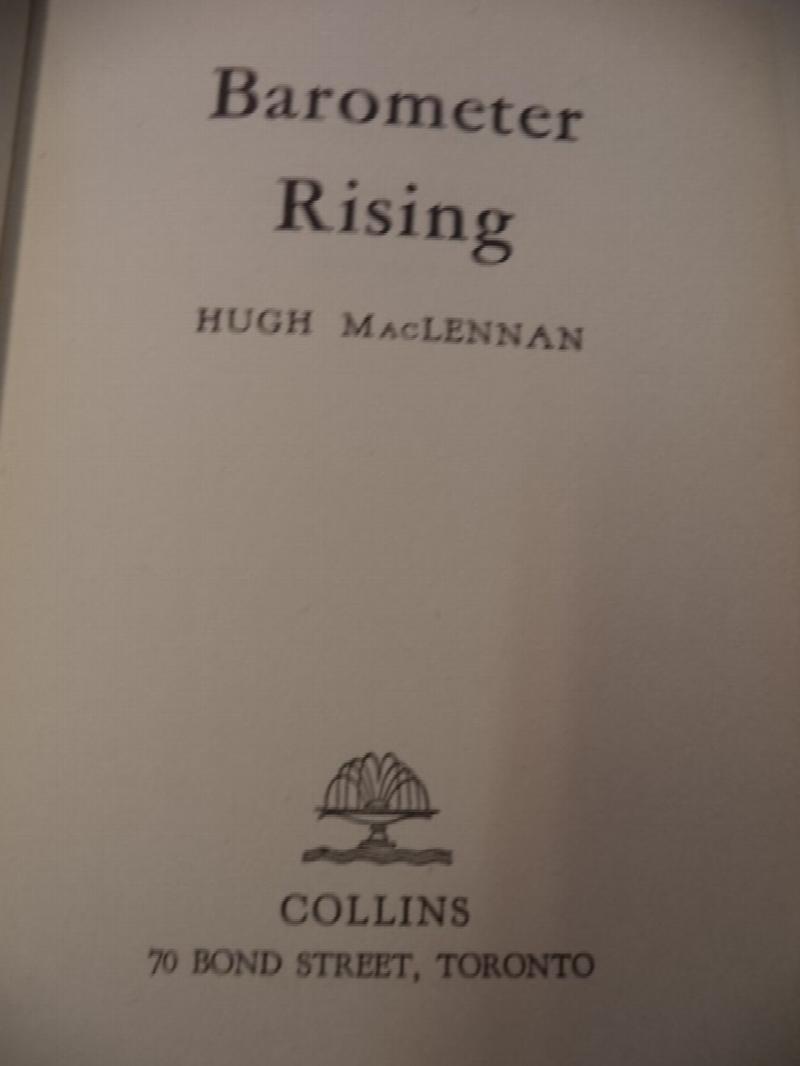 Barometer
Rising
HUGH MacLENNAN
COLLINS
70 BOND STREET, TORONTO